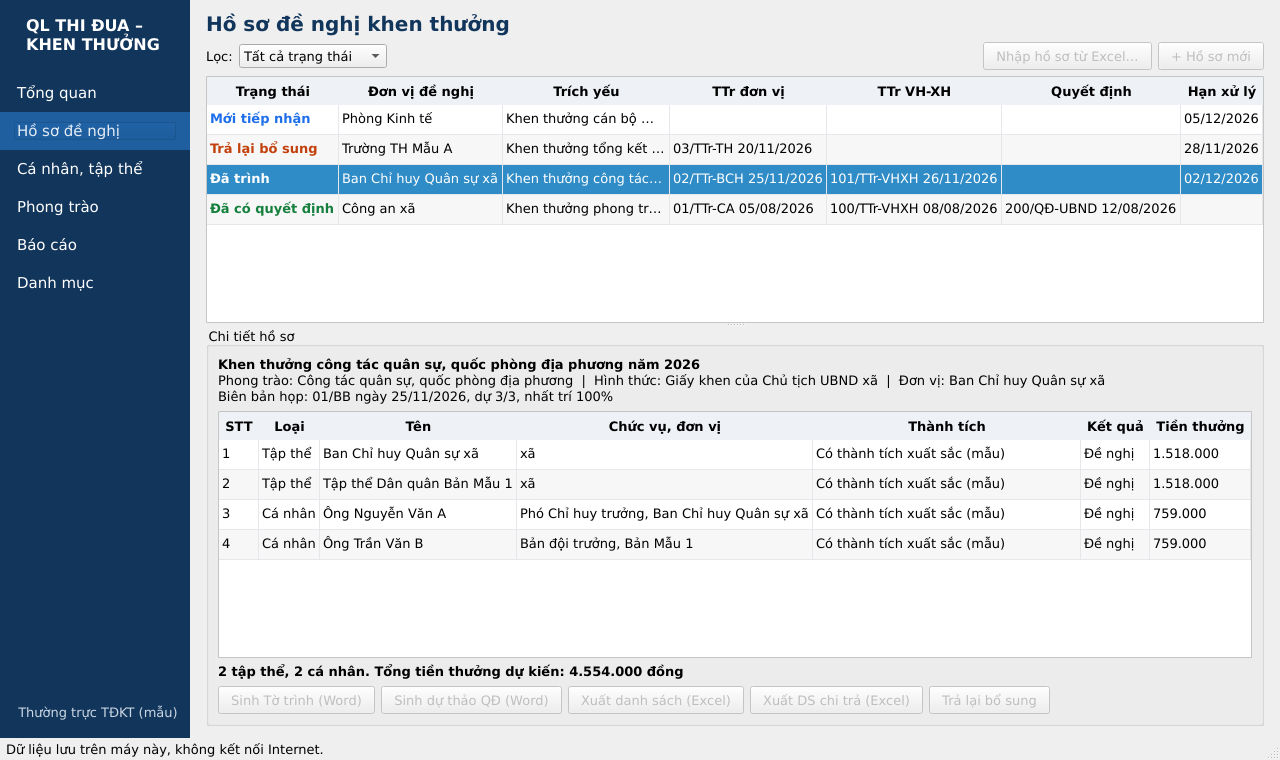 QL THI ĐUA –
KHEN THƯỞNG
Tổng quan
Hồ sơ đề nghị
Cá nhân, tập thể
Phong trào
Báo cáo
Danh mục
Thường trực TĐKT (mẫu)
Hồ sơ đề nghị khen thưởng
Lọc: Tất cả trạng thái Nhập hồ sơ từ Excel... + Hồ sơ mới
Trạng thái Đơn vị đề nghị Trích yếu TTr đơn vị TTr VH-XH Quyết định Hạn xử lý
Mới tiếp nhận Phòng Kinh tế Khen thưởng cán bộ ... 05/12/2026
Trả lại bổ sung Trường TH Mẫu A Khen thưởng tổng kết ... 03/TTr-TH 20/11/2026 28/11/2026
Đã trình Ban Chỉ huy Quân sự xã Khen thưởng công tác... 02/TTr-BCH 25/11/2026 101/TTr-VHXH 26/11/2026 02/12/2026
Đã có quyết định Công an xã Khen thưởng phong tr... 01/TTr-CA 05/08/2026 100/TTr-VHXH 08/08/2026 200/QĐ-UBND 12/08/2026
Chi tiết hồ sơ
Khen thưởng công tác quân sự, quốc phòng địa phương năm 2026
Phong trào: Công tác quân sự, quốc phòng địa phương | Hình thức: Giấy khen của Chủ tịch UBND xã | Đơn vị: Ban Chỉ huy Quân sự xã
Biên bản họp: 01/BB ngày 25/11/2026, dự 3/3, nhất trí 100%
STT Loại Tên Chức vụ, đơn vị Thành tích Kết quả Tiền thưởng
1 Tập thể Ban Chỉ huy Quân sự xã xã Có thành tích xuất sắc (mẫu) Đề nghị 1.518.000
2 Tập thể Tập thể Dân quân Bản Mẫu 1 xã Có thành tích xuất sắc (mẫu) Đề nghị 1.518.000
3 Cá nhân Ông Nguyễn Văn A Phó Chỉ huy trưởng, Ban Chỉ huy Quân sự xã Có thành tích xuất sắc (mẫu) Đề nghị 759.000
4 Cá nhân Ông Trần Văn B Bản đội trưởng, Bản Mẫu 1 Có thành tích xuất sắc (mẫu) Đề nghị 759.000
2 tập thể, 2 cá nhân. Tổng tiền thưởng dự kiến: 4.554.000 đồng
Sinh Tờ trình (Word) Sinh dự thảo QĐ (Word) Xuất danh sách (Excel) Xuất DS chi trả (Excel) Trả lại bổ sung
Dữ liệu lưu trên máy này, không kết nối Internet.